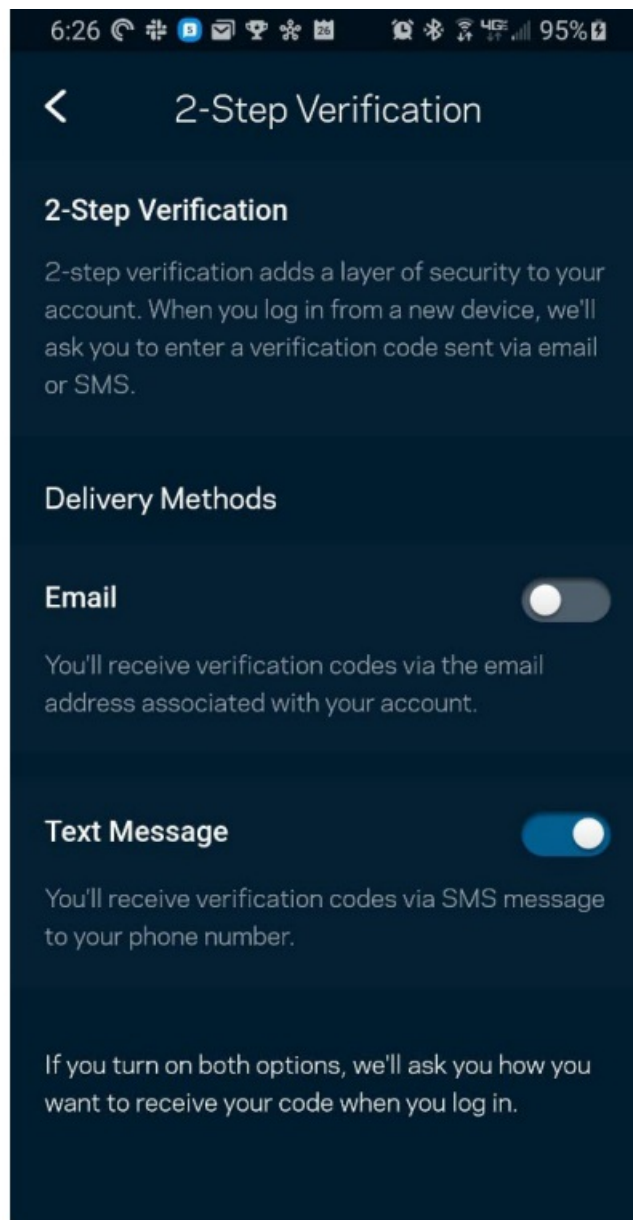 6:26 26 4GE 95%
2-Step Verification
2-Step Verification
2-step verification adds a layer of security to your
account. When you log in from a new device, we'll
ask you to enter a verification code sent via email
or SMS.
Delivery Methods
Email
You'll receive verification codes via the email
address associated with your account.
Text Message
You'll receive verification codes via SMS message
to your phone number.
If you turn on both options, we'll ask you how you
want to receive your code when you log in.